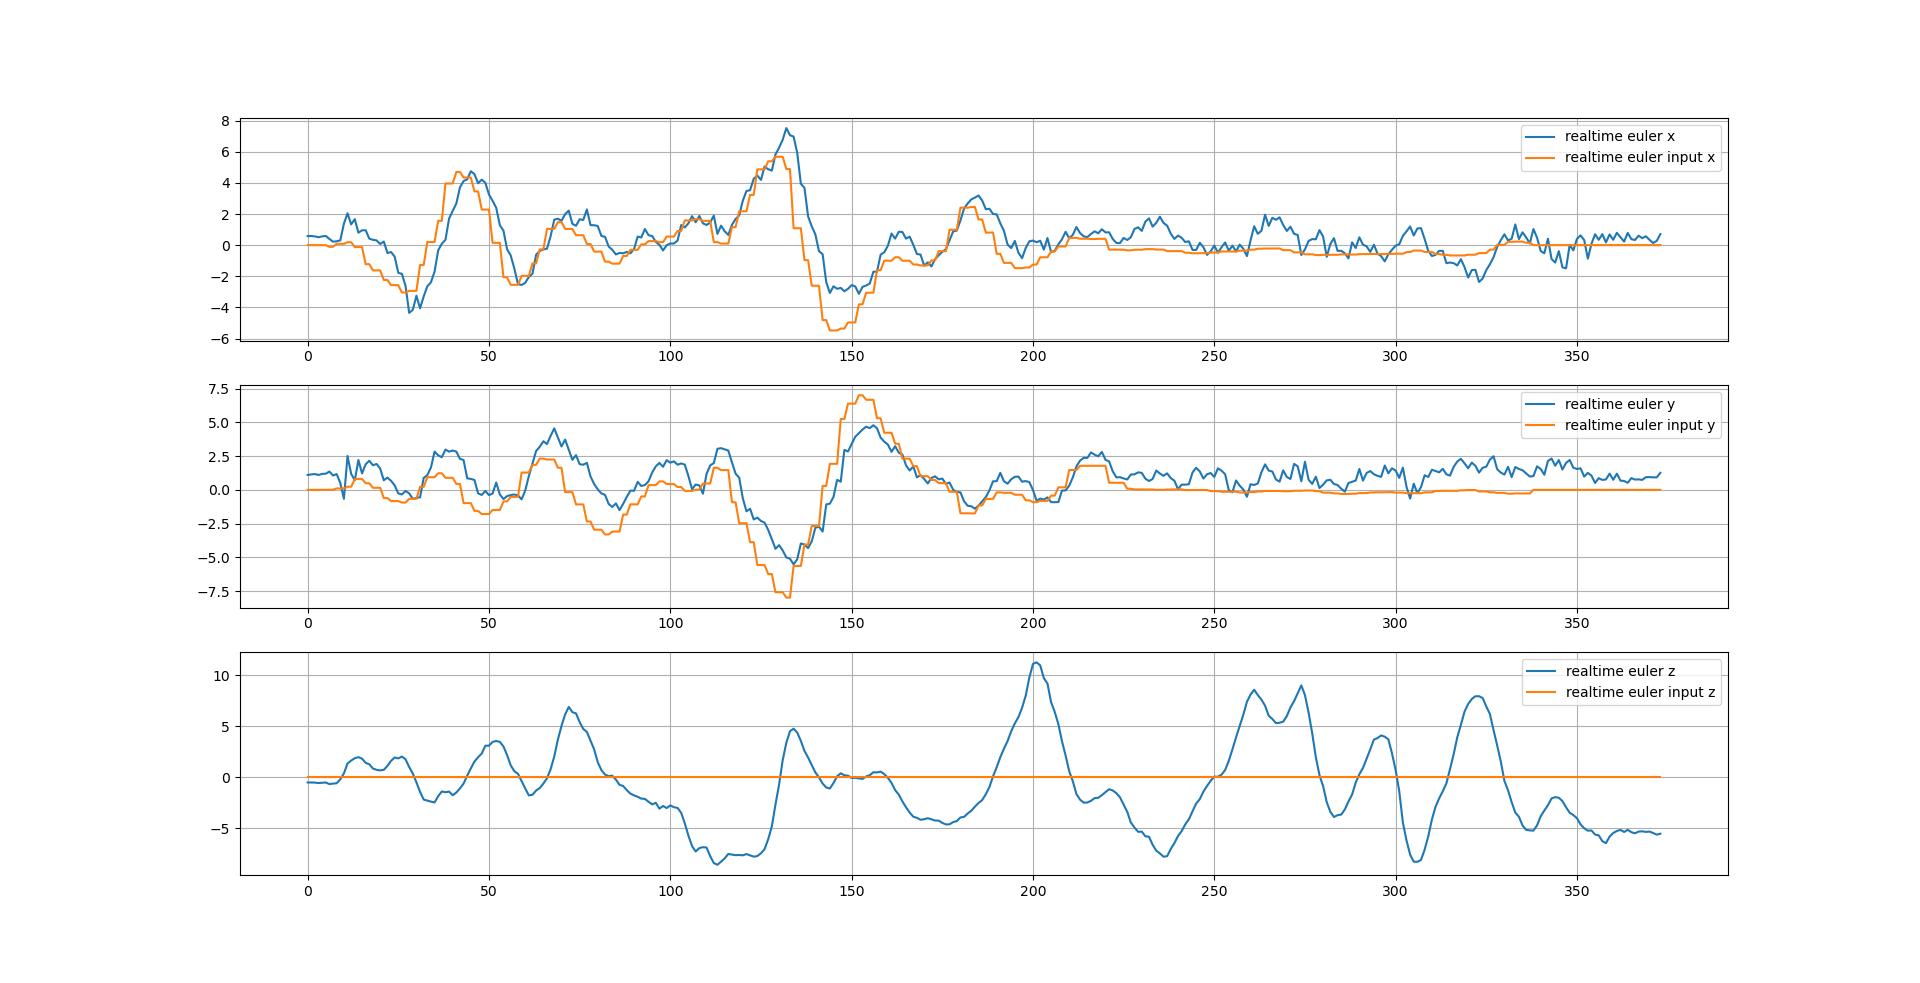 8
6
4
2
0
−2
−4
−6
realtime euler x
realtime euler input x
0 50 100 150 200 250 300 350
7.5
5.0
2.5
0.0
−2.5
−5.0
−7.5
realtime euler y
realtime euler input y
0 50 100 150 200 250 300 350
10
5
0
−5
realtime euler z
realtime euler input z
0 50 100 150 200 250 300 350